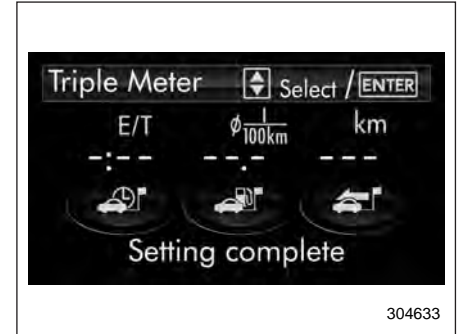 Triple Meter Select / ENTER
E/T ø l/100km km
-:-- --.- ---
Setting complete
304633